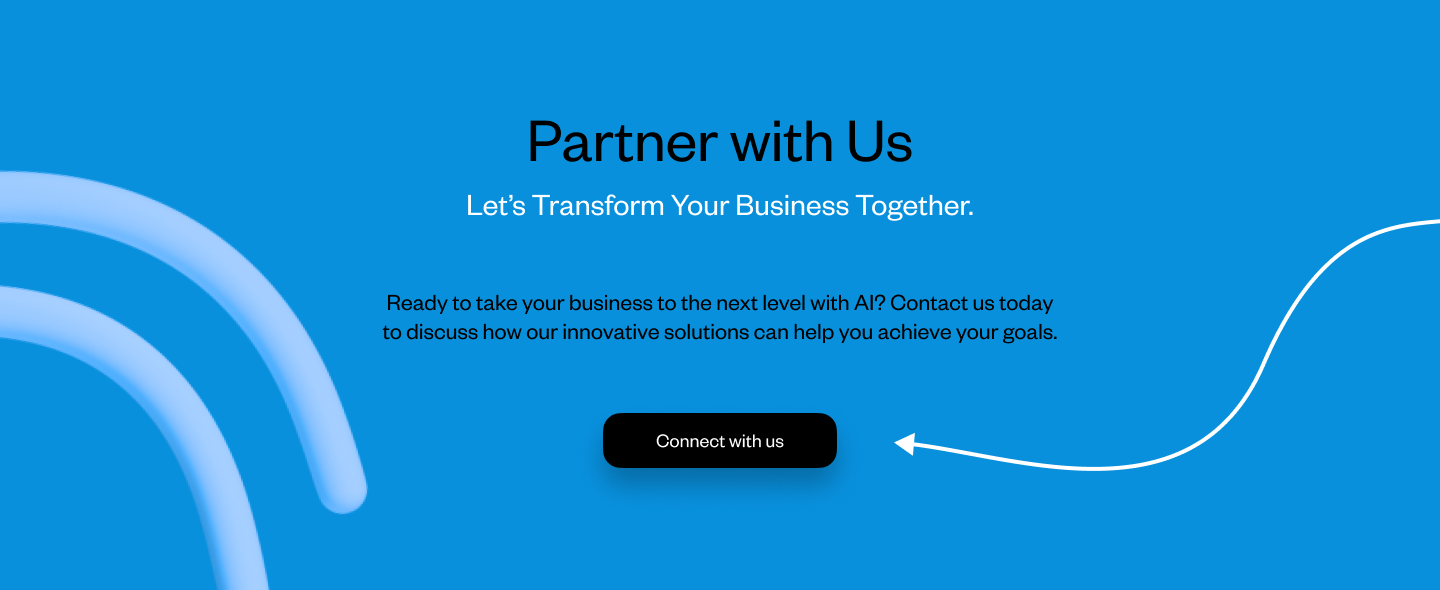 Partner with Us
Let’s Transform Your Business Together.
Ready to take your business to the next level with AI? Contact us today
to discuss how our innovative solutions can help you achieve your goals.
Connect with us